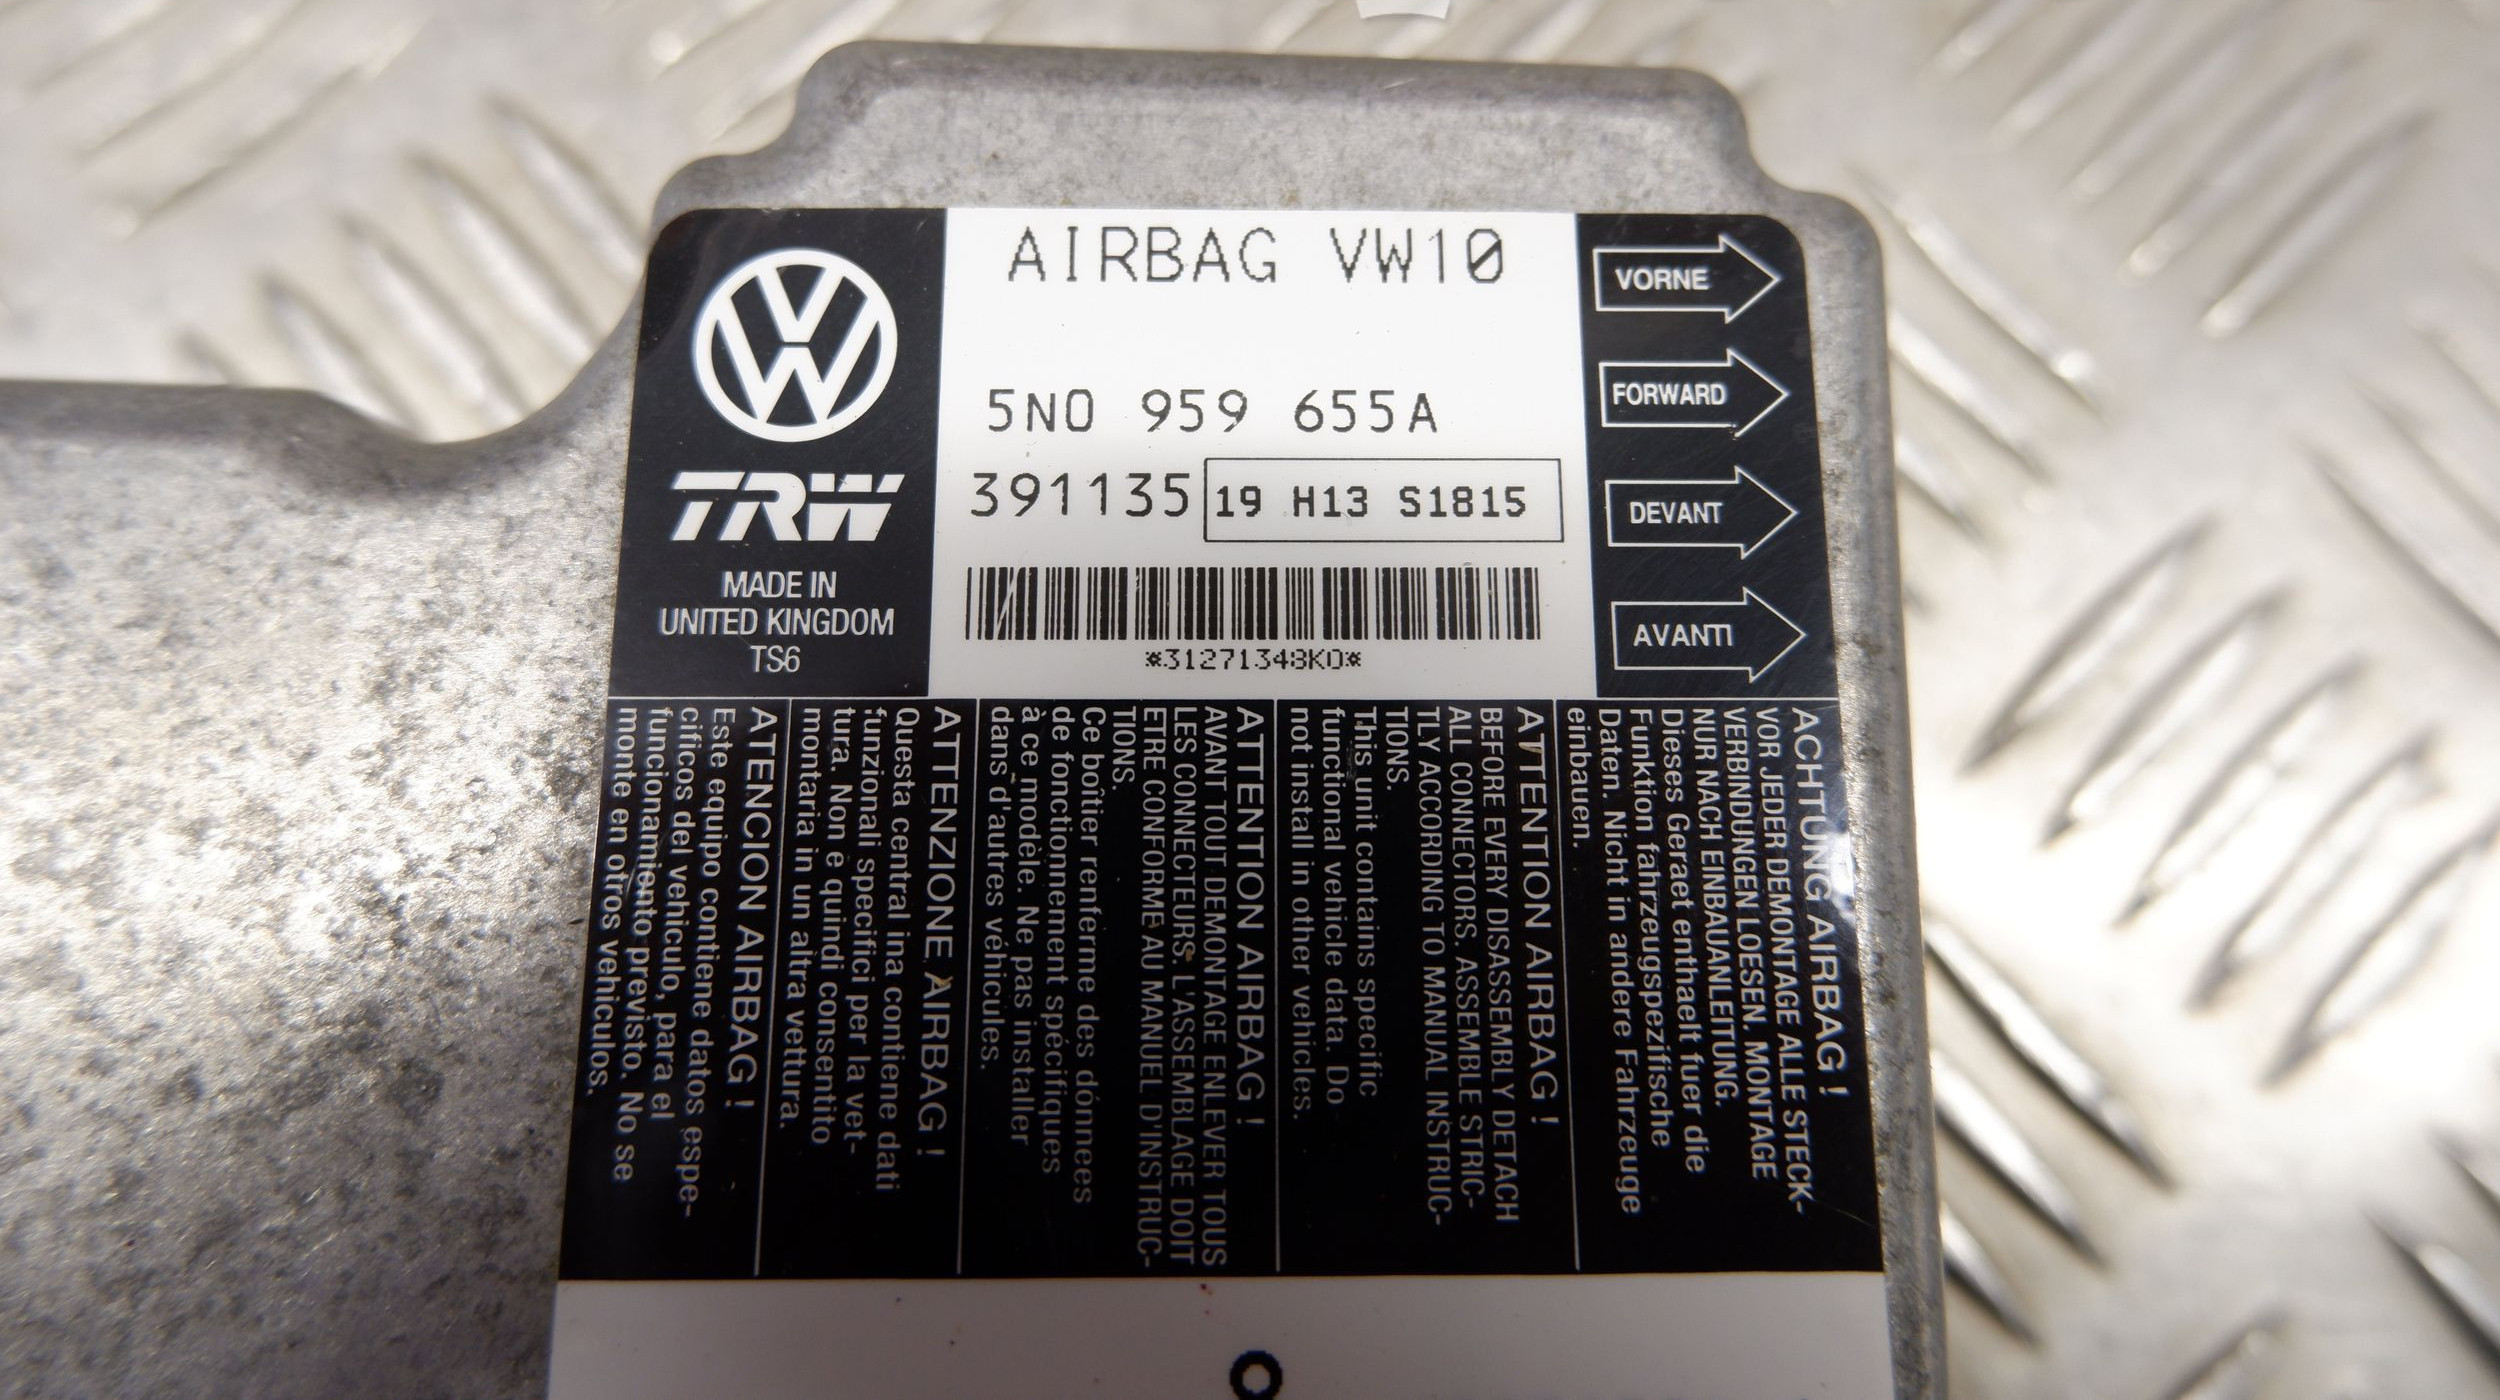 AIRBAG VW10
5N0 959 655A
391135 19 H13 S1815
*31271348K0*
VW
TRW
MADE IN
UNITED KINGDOM
TS6
VORNE
FORWARD
DEVANT
AVANTI
ACHTUNG AIRBAG !
VOR JEDER DEMONTAGE ALLE STECK-
VERBINDUNGEN LOESEN. MONTAGE
NUR NACH EINBAUANLEITUNG.
Dieses Geraet enthaelt fuer die
Funktion fahrzeugspezifische
Daten. Nicht in andere Fahrzeuge
einbauen.
ATTENTION AIRBAG !
BEFORE EVERY DISASSEMBLY DETACH
ALL CONNECTORS. ASSEMBLE STRIC-
TLY ACCORDING TO MANUAL INSTRUC-
TIONS.
This unit contains specific
functional vehicle data. Do
not install in other vehicles.
ATTENTION AIRBAG !
AVANT TOUT DEMONTAGE ENLEVER TOUS
LES CONNECTEURS. L'ASSEMBLAGE DOIT
ETRE CONFORME AU MANUEL D'INSTRUC-
TIONS.
Ce boîtier renferme des dónnees
de fonctionnement spécifiques
à ce modèle. Ne pas installer
dans d'autres véhicules.
ATTENZIONE AIRBAG !
Questa central ina contiene dati
funzionali specifici per la vet-
tura. Non e quindi consentito
montaria in un aitra vettura.
ATENCION AIRBAG !
Este equipo contiene datos espe-
cificos del vehiculo, para el
funcionamiento previsto. No se
monte en otros vehiculos.